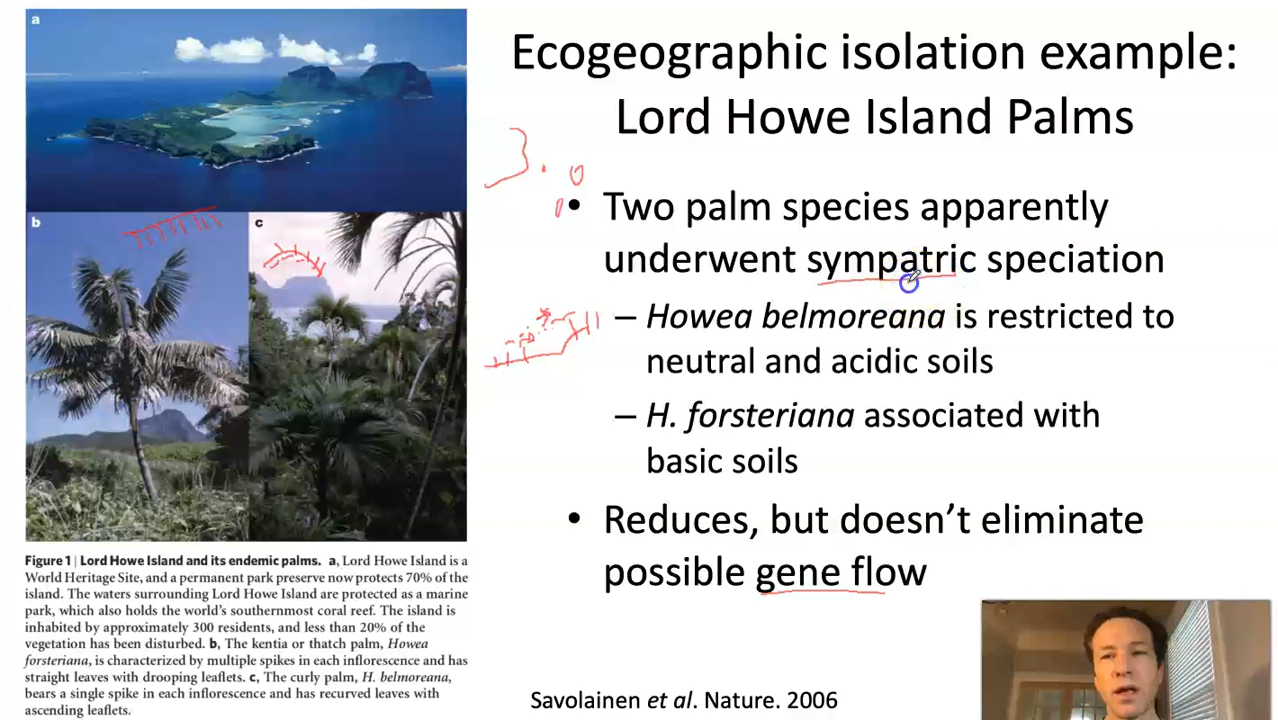 Ecogeographic isolation example:
Lord Howe Island Palms
a
b
c
• Two palm species apparently
underwent sympatric speciation
– Howea belmoreana is restricted to
neutral and acidic soils
– H. forsteriana associated with
basic soils
• Reduces, but doesn’t eliminate
possible gene flow
Figure 1 | Lord Howe Island and its endemic palms. a, Lord Howe Island is a
World Heritage Site, and a permanent park preserve now protects 70% of the
island. The waters surrounding Lord Howe Island are protected as a marine
park, which also holds the world’s southernmost coral reef. The island is
inhabited by approximately 300 residents, and less than 20% of the
vegetation has been disturbed. b, The kentia or thatch palm, Howea
forsteriana, is characterized by multiple spikes in each inflorescence and has
straight leaves with drooping leaflets. c, The curly palm, H. belmoreana,
bears a single spike in each inflorescence and has recurved leaves with
ascending leaflets.
Savolainen et al. Nature. 2006